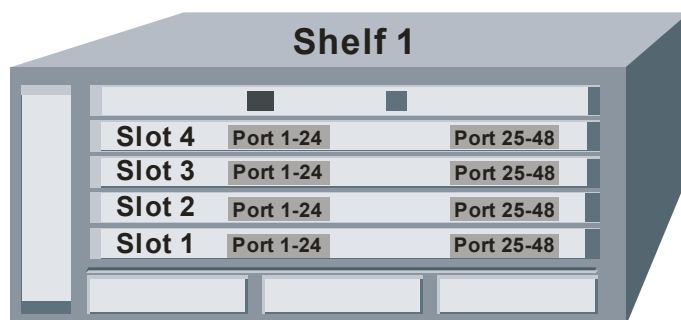 Shelf 1
Slot 4 Port 1-24 Port 25-48
Slot 3 Port 1-24 Port 25-48
Slot 2 Port 1-24 Port 25-48
Slot 1 Port 1-24 Port 25-48